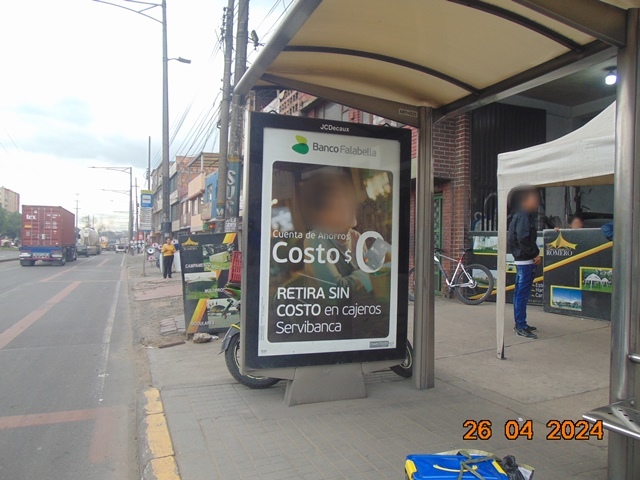 JCDecaux
Banco Falabella
Cuenta de Ahorros
Costo $0
RETIRA SIN
COSTO en cajeros
Servibanca
ROMERO
26 04 2024